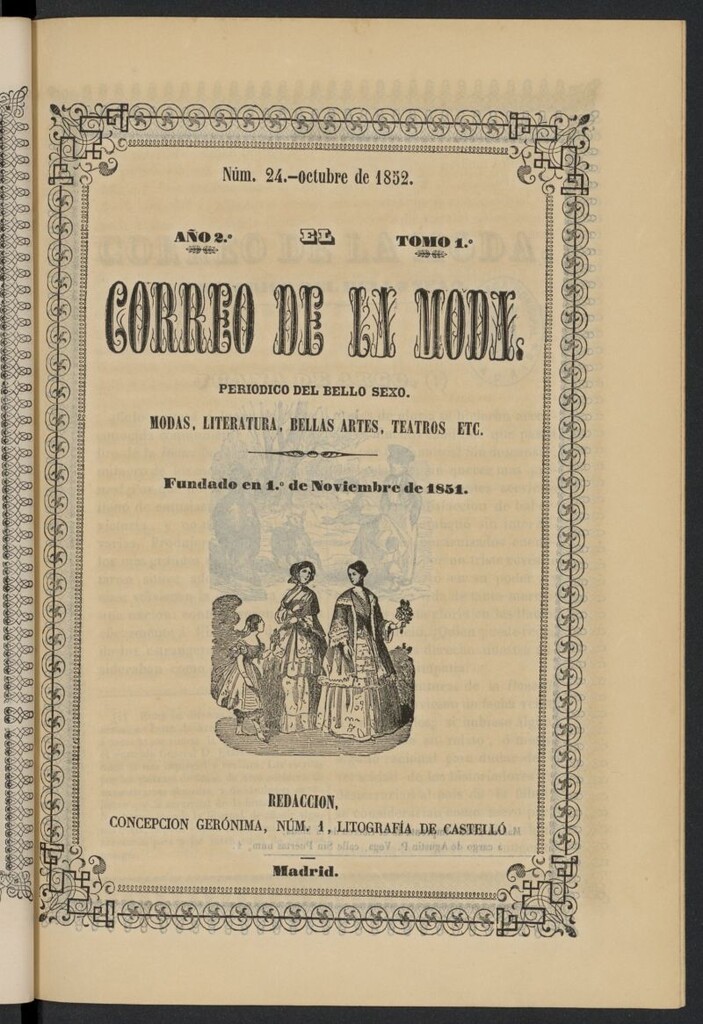 Núm. 24.–octubre de 1852.
AÑO 2.º EL TOMO 1.º
CORREO DE LA MODA.
PERIODICO DEL BELLO SEXO.
MODAS, LITERATURA, BELLAS ARTES, TEATROS ETC.
Fundado en 1.º de Noviembre de 1851.
REDACCION,
CONCEPCION GERÓNIMA, NÚM. 1, LITOGRAFÍA DE CASTELLÓ
Madrid.